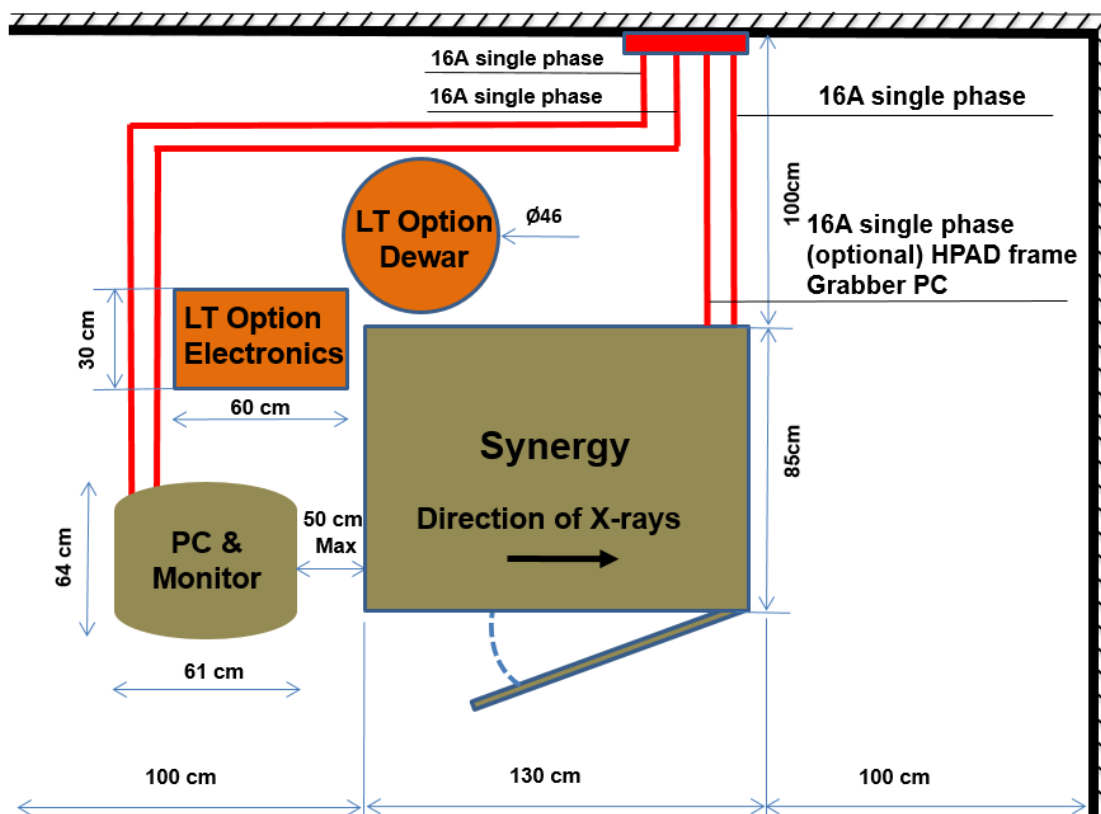 16A single phase
16A single phase
16A single phase
100cm
LT Option
Dewar
Ø46
16A single phase
(optional) HPAD frame
Grabber PC
30 cm
LT Option
Electronics
60 cm
Synergy
Direction of X-rays
85cm
50 cm
Max
PC &
Monitor
64 cm
61 cm
100 cm
130 cm
100 cm